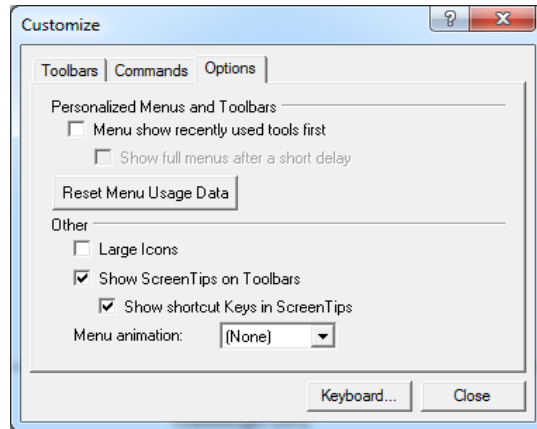 Customize
Toolbars Commands Options
Personalized Menus and Toolbars
Menu show recently used tools first
Show full menus after a short delay
Reset Menu Usage Data
Other
Large Icons
Show ScreenTips on Toolbars
Show shortcut Keys in ScreenTips
Menu animation: (None)
Keyboard... Close